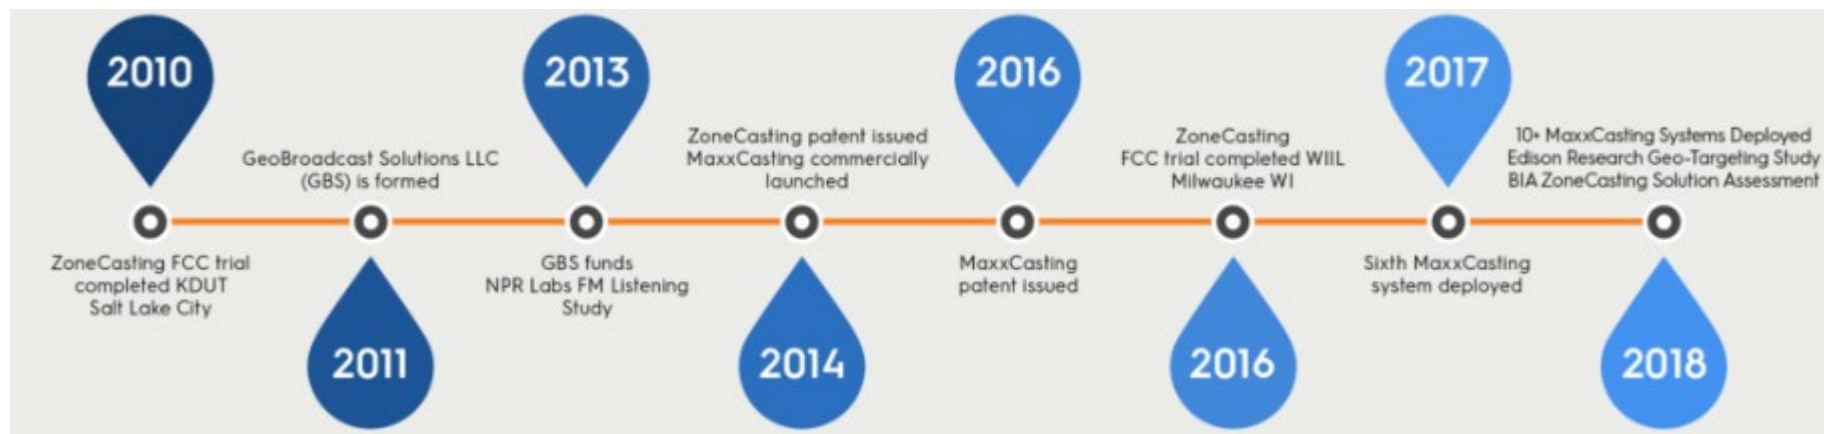 2010
ZoneCasting FCC trial
completed KDUT
Salt Lake City
GeoBroadcast Solutions LLC
(GBS) is formed
2011
2013
GBS funds
NPR Labs FM Listening
Study
ZoneCasting patent issued
MaxxCasting commercially
launched
2014
2016
MaxxCasting
patent issued
ZoneCasting
FCC trial completed WIIL
Milwaukee WI
2016
2017
Sixth MaxxCasting
system deployed
10+ MaxxCasting Systems Deployed
Edison Research Geo-Targeting Study
BIA ZoneCasting Solution Assessment
2018